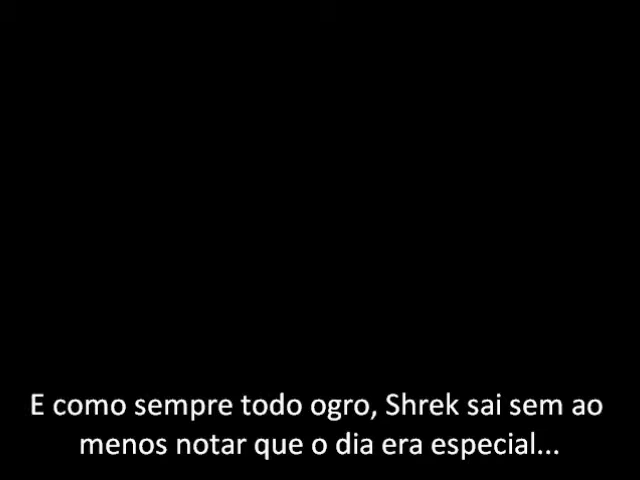 E como sempre todo ogro, Shrek sai sem ao
menos notar que o dia era especial...